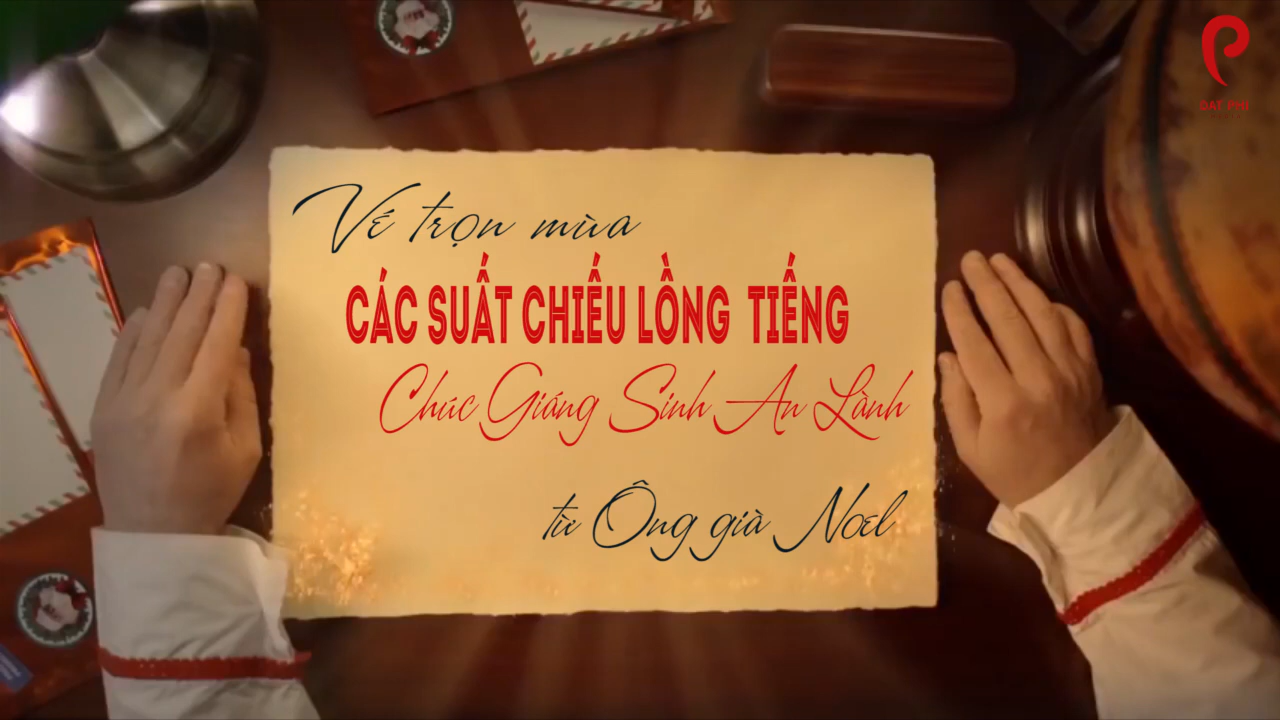 ĐẠT PHI
Vé trọn mùa
CÁC SUẤT CHIẾU LỒNG TIẾNG
Chúc Giáng Sinh An Lành
từ Ông già Noel